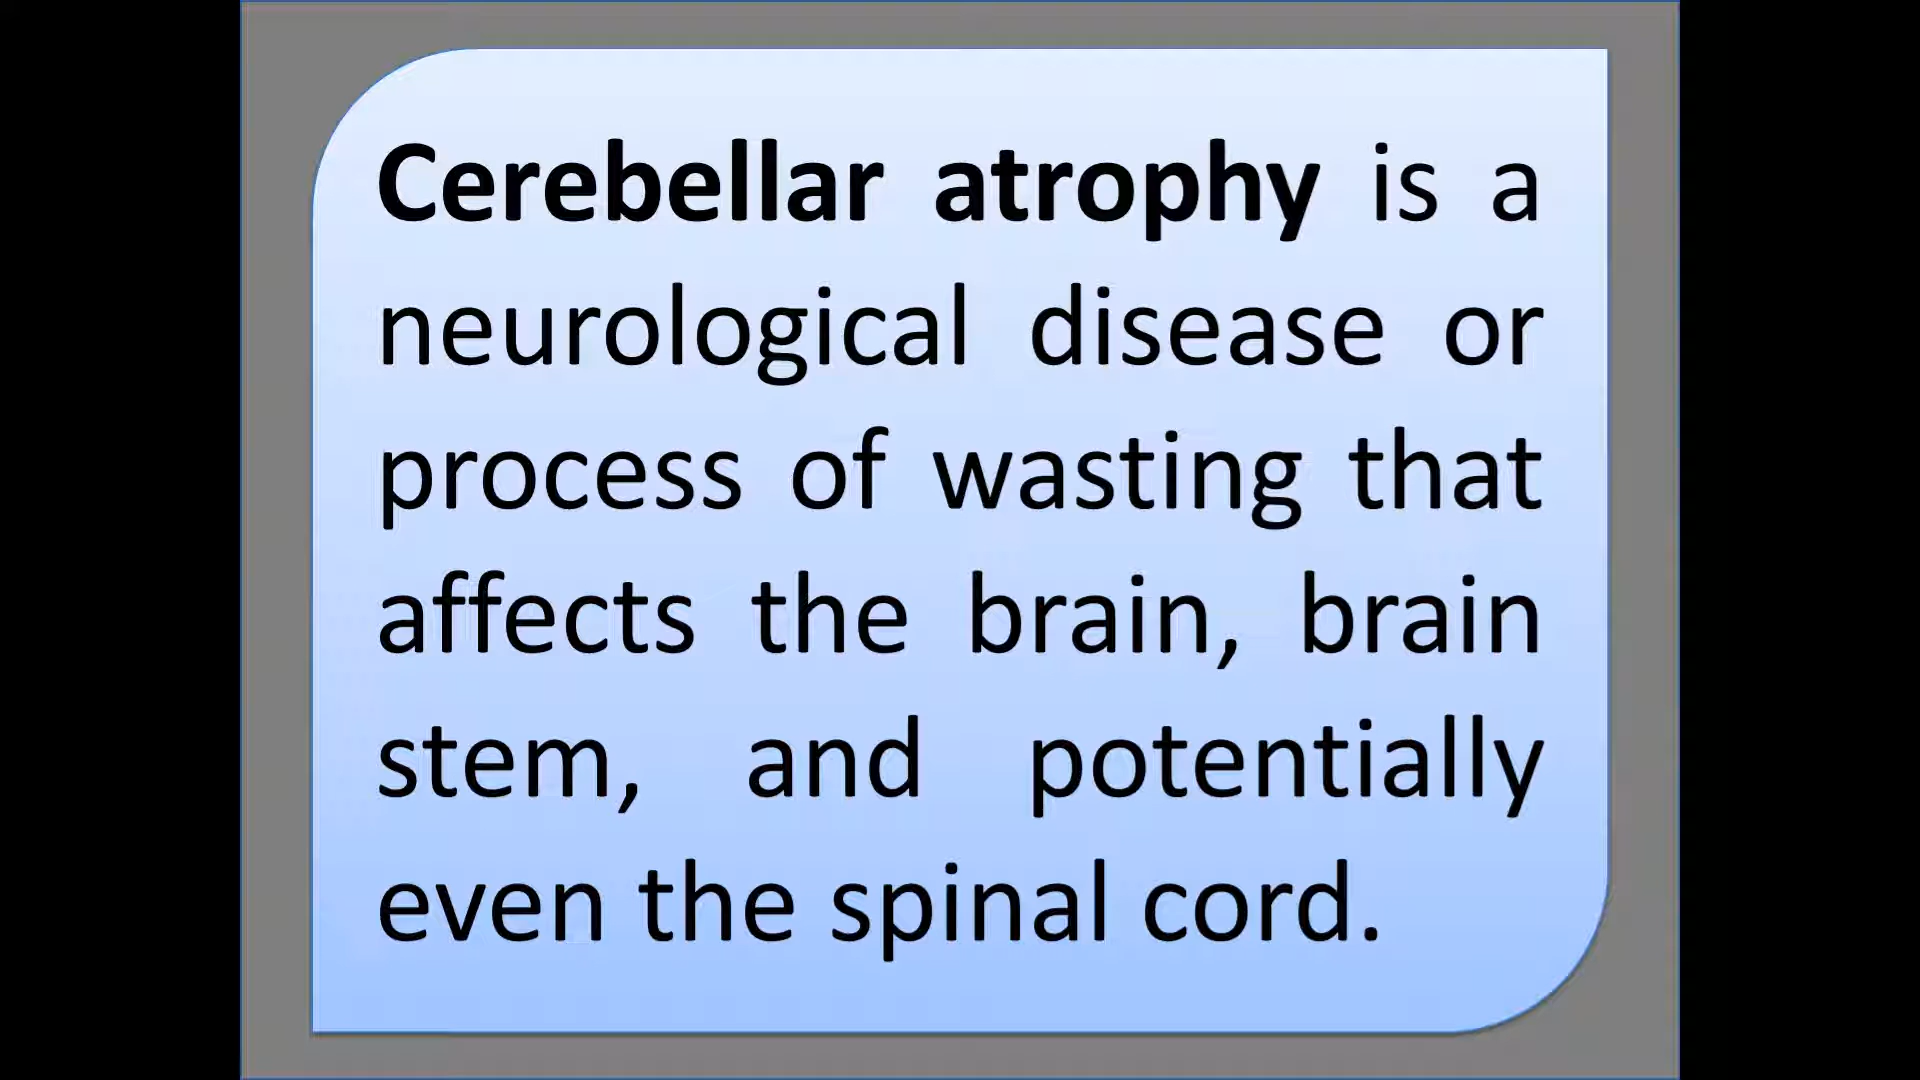 Cerebellar atrophy is a
neurological disease or
process of wasting that
affects the brain, brain
stem, and potentially
even the spinal cord.